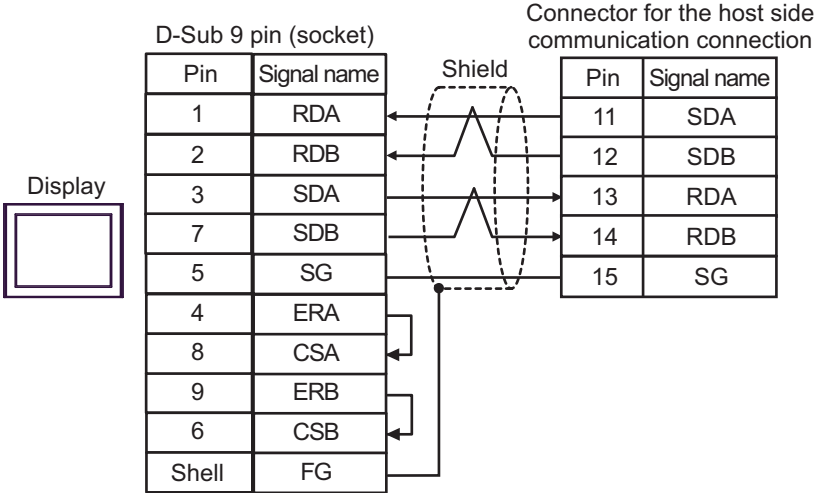 Connector for the host side
communication connection
D-Sub 9 pin (socket)
Pin Signal name
Shield
Pin Signal name
1 RDA
11 SDA
2 RDB
12 SDB
Display
3 SDA
13 RDA
7 SDB
14 RDB
5 SG
15 SG
4 ERA
8 CSA
9 ERB
6 CSB
Shell FG